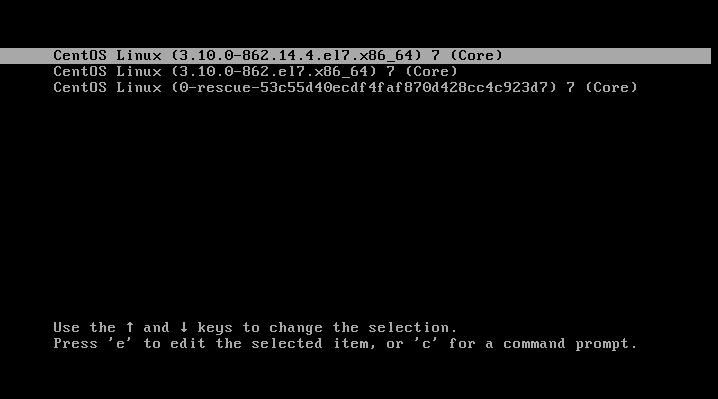 CentOS Linux (3.10.0-862.14.4.el7.x86_64) 7 (Core)
CentOS Linux (3.10.0-862.el7.x86_64) 7 (Core)
CentOS Linux (0-rescue-53c55d40ecdf4faf870d428cc4c923d7) 7 (Core)
Use the ↑ and ↓ keys to change the selection.
Press 'e' to edit the selected item, or 'c' for a command prompt.